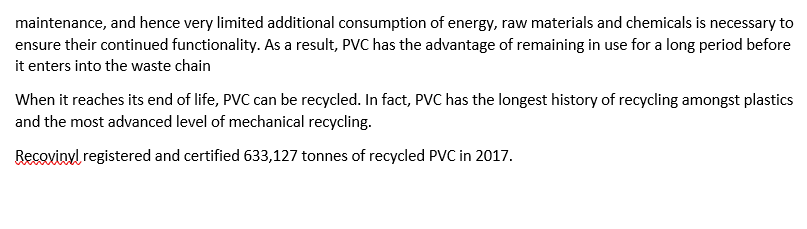 maintenance, and hence very limited additional consumption of energy, raw materials and chemicals is necessary to
ensure their continued functionality. As a result, PVC has the advantage of remaining in use for a long period before
it enters into the waste chain
When it reaches its end of life, PVC can be recycled. In fact, PVC has the longest history of recycling amongst plastics
and the most advanced level of mechanical recycling.
Recovinyl registered and certified 633,127 tonnes of recycled PVC in 2017.